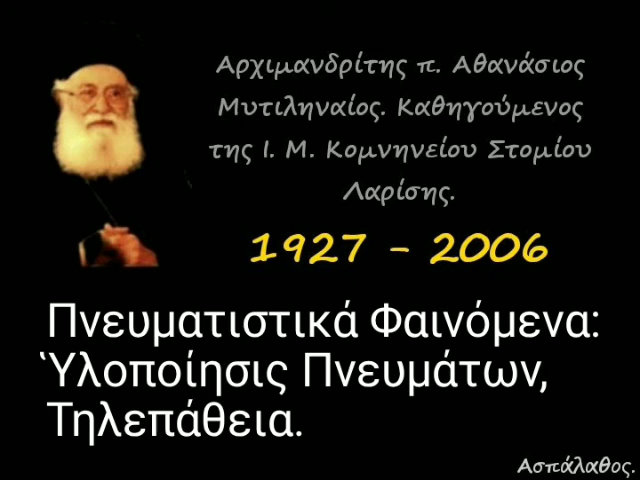 Αρχιμανδρίτης π. Αθανάσιος
Μυτιληναίος. Καθηγούμενος
της Ι. Μ. Κομνηνείου Στομίου
Λαρίσης.
1927 - 2006
Πνευματιστικά Φαινόμενα:
Ὑλοποίησις Πνευμάτων,
Τηλεπάθεια.
Ασπάλαθος.